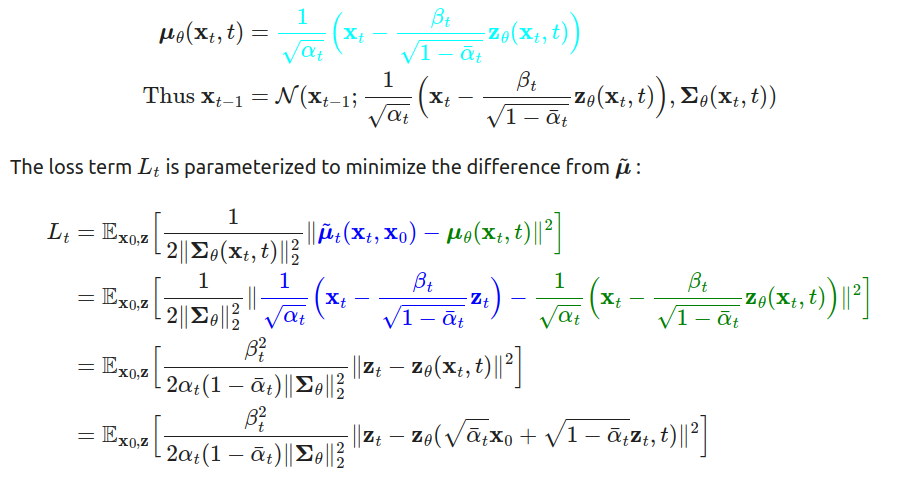 $\boldsymbol{\mu}_\theta(\mathbf{x}_t, t) = \frac{1}{\sqrt{\alpha_t}} \Big( \mathbf{x}_t - \frac{\beta_t}{\sqrt{1 - \bar{\alpha}_t}} \mathbf{z}_\theta(\mathbf{x}_t, t) \Big)$
Thus $\mathbf{x}_{t-1} = \mathcal{N}(\mathbf{x}_{t-1}; \frac{1}{\sqrt{\alpha_t}} \Big( \mathbf{x}_t - \frac{\beta_t}{\sqrt{1 - \bar{\alpha}_t}} \mathbf{z}_\theta(\mathbf{x}_t, t) \Big), \boldsymbol{\Sigma}_\theta(\mathbf{x}_t, t))$
The loss term $L_t$ is parameterized to minimize the difference from $\tilde{\boldsymbol{\mu}}$ :
$L_t = \mathbb{E}_{\mathbf{x}_0, \mathbf{z}} \Big[ \frac{1}{2 \| \boldsymbol{\Sigma}_\theta(\mathbf{x}_t, t) \|_2^2} \| \tilde{\boldsymbol{\mu}}_t(\mathbf{x}_t, \mathbf{x}_0) - \boldsymbol{\mu}_\theta(\mathbf{x}_t, t) \|^2 \Big]$
$= \mathbb{E}_{\mathbf{x}_0, \mathbf{z}} \Big[ \frac{1}{2 \| \boldsymbol{\Sigma}_\theta \|_2^2} \| \frac{1}{\sqrt{\alpha_t}} \Big( \mathbf{x}_t - \frac{\beta_t}{\sqrt{1 - \bar{\alpha}_t}} \mathbf{z}_t \Big) - \frac{1}{\sqrt{\alpha_t}} \Big( \mathbf{x}_t - \frac{\beta_t}{\sqrt{1 - \bar{\alpha}_t}} \mathbf{z}_\theta(\mathbf{x}_t, t) \Big) \|^2 \Big]$
$= \mathbb{E}_{\mathbf{x}_0, \mathbf{z}} \Big[ \frac{\beta_t^2}{2 \alpha_t (1 - \bar{\alpha}_t) \| \boldsymbol{\Sigma}_\theta \|_2^2} \| \mathbf{z}_t - \mathbf{z}_\theta(\mathbf{x}_t, t) \|^2 \Big]$
$= \mathbb{E}_{\mathbf{x}_0, \mathbf{z}} \Big[ \frac{\beta_t^2}{2 \alpha_t (1 - \bar{\alpha}_t) \| \boldsymbol{\Sigma}_\theta \|_2^2} \| \mathbf{z}_t - \mathbf{z}_\theta(\sqrt{\bar{\alpha}_t} \mathbf{x}_0 + \sqrt{1 - \bar{\alpha}_t} \mathbf{z}_t, t) \|^2 \Big]$